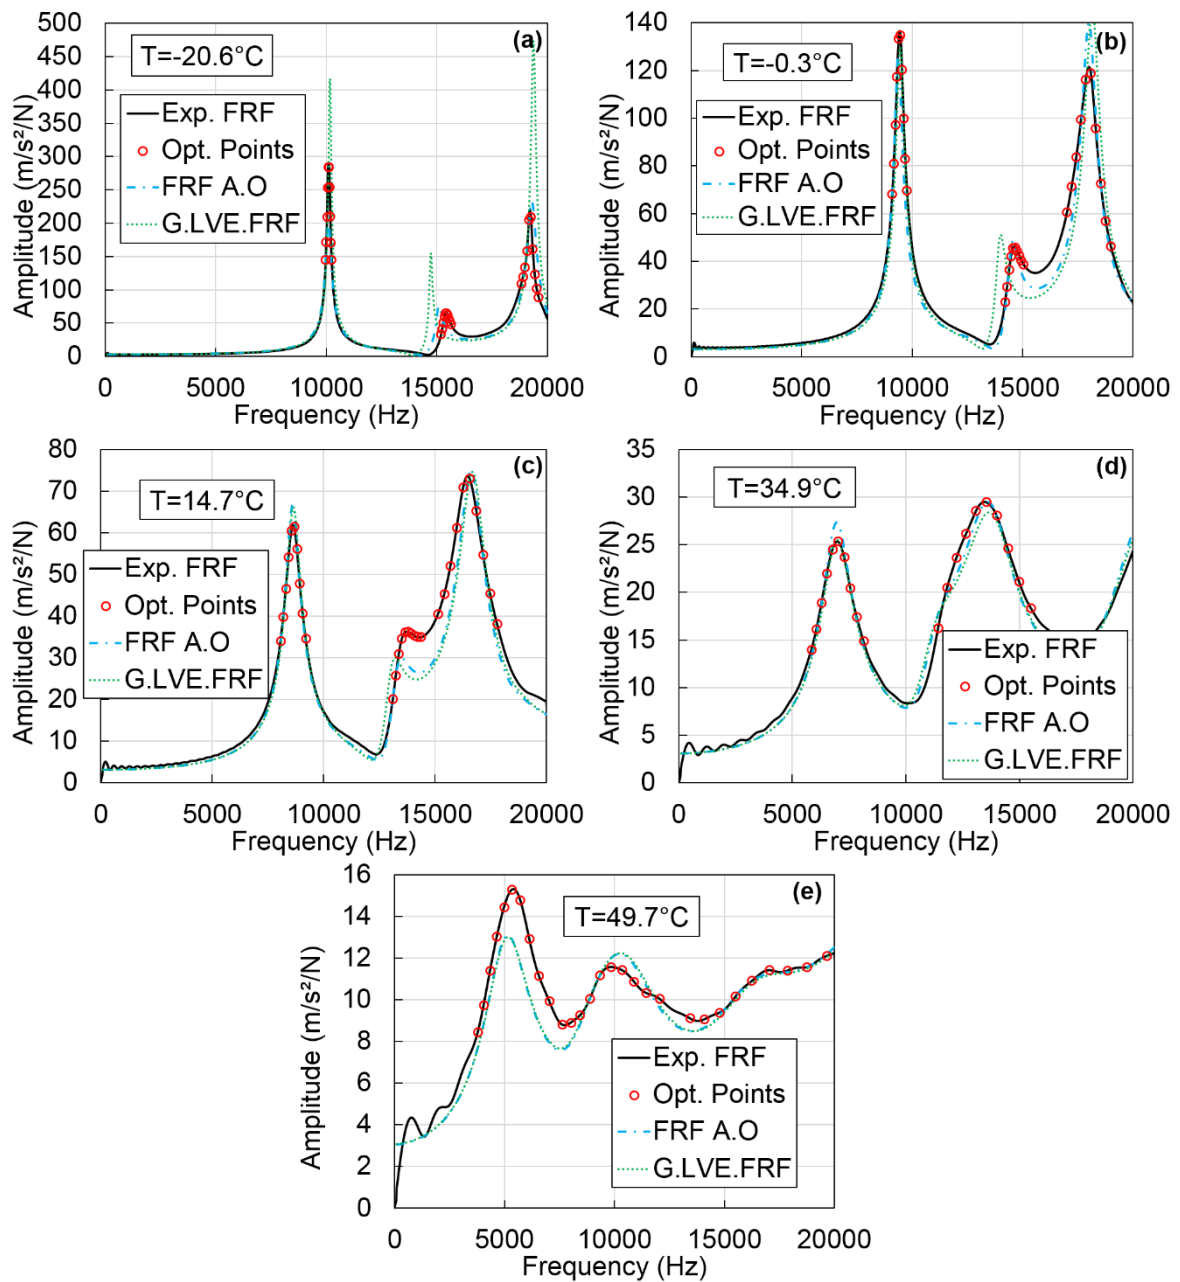 (a)
T=-20.6°C
Exp. FRF
Opt. Points
FRF A.O
G.LVE.FRF
Amplitude (m/s²/N)
500
450
400
350
300
250
200
150
100
50
0
0 5000 10000 15000 20000
Frequency (Hz)
(b)
T=-0.3°C
Exp. FRF
Opt. Points
FRF A.O
G.LVE.FRF
Amplitude (m/s²/N)
140
120
100
80
60
40
20
0
0 5000 10000 15000 20000
Frequency (Hz)
(c)
T=14.7°C
Exp. FRF
Opt. Points
FRF A.O
G.LVE.FRF
Amplitude (m/s²/N)
80
70
60
50
40
30
20
10
0
0 5000 10000 15000 20000
Frequency (Hz)
(d)
T=34.9°C
Exp. FRF
Opt. Points
FRF A.O
G.LVE.FRF
Amplitude (m/s²/N)
35
30
25
20
15
10
5
0
0 5000 10000 15000 20000
Frequency (Hz)
(e)
T=49.7°C
Exp. FRF
Opt. Points
FRF A.O
G.LVE.FRF
Amplitude (m/s²/N)
16
14
12
10
8
6
4
2
0
0 5000 10000 15000 20000
Frequency (Hz)